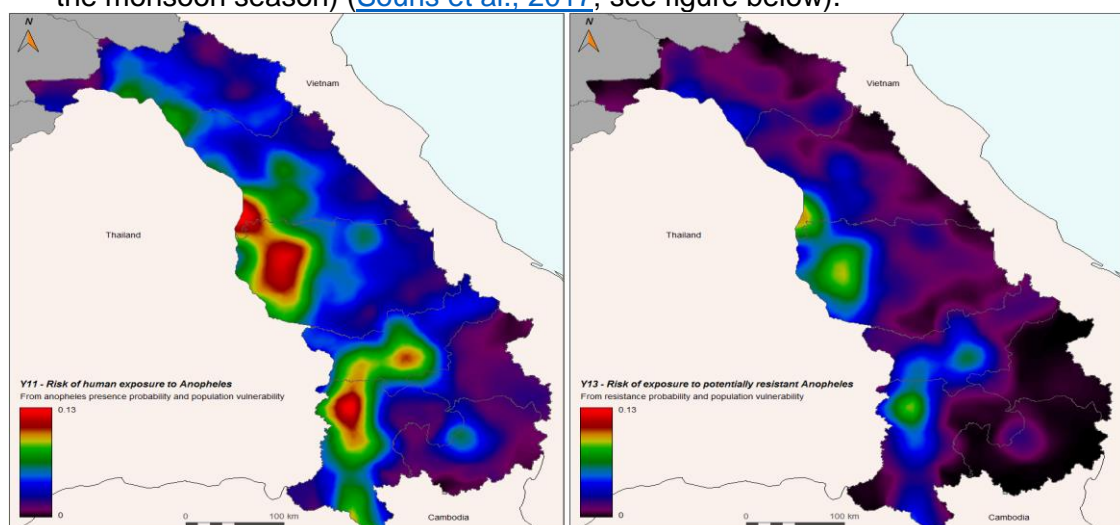 the monsoon season) (Souris et al., 2017, see figure below).
N
Vietnam
Thailand
Y11 - Risk of human exposure to Anopheles
From anopheles presence probability and population vulnerability
0.13
0
0 100 km
Cambodia
N
Vietnam
Thailand
Y13 - Risk of exposure to potentially resistant Anopheles
From resistance probability and population vulnerability
0.13
0
0 100 km
Cambodia